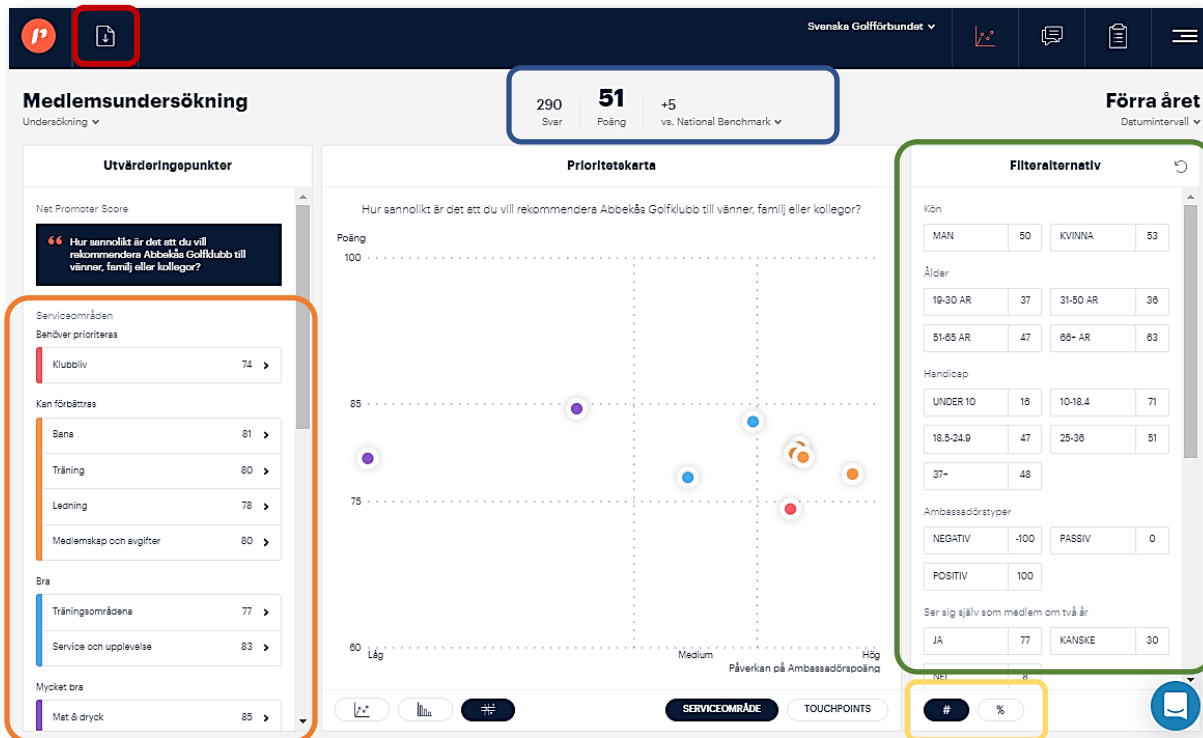 Svenska Golfförbundet
Medlemsundersökning
Undersökning
290
Svar
51
Poäng
+5
vs. National Benchmark
Förra året
Datumintervall
Utvärderingspunkter
Net Promoter Score
Hur sannolikt är det att du vill
rekommendera Abbekås Golfklubb till
vänner, familj eller kollegor?
Serviceområden
Behöver prioriteras
Klubbliv 74
Kan förbättras
Bana 81
Träning 80
Ledning 78
Medlemskap och avgifter 80
Bra
Träningsområdena 77
Service och upplevelse 83
Mycket bra
Mat & dryck 85
Prioritetskarta
Hur sannolikt är det att du vill rekommendera Abbekås Golfklubb till vänner, familj eller kollegor?
Poäng
100
85
75
60
Låg Medium Hög
Påverkan på Ambassadörspoäng
SERVICEOMRÅDE TOUCHPOINTS
Filteralternativ
Kön
MAN 50 KVINNA 53
Ålder
19-30 AR 37 31-50 AR 36
51-65 AR 47 66+ AR 63
Handicap
UNDER 10 16 10-18.4 71
18.5-24.9 47 25-36 51
37+ 48
Ambassadörstyper
NEGATIV -100 PASSIV 0
POSITIV 100
Ser sig själv som medlem om två år
JA 77 KANSKE 30
NEJ 8
# %